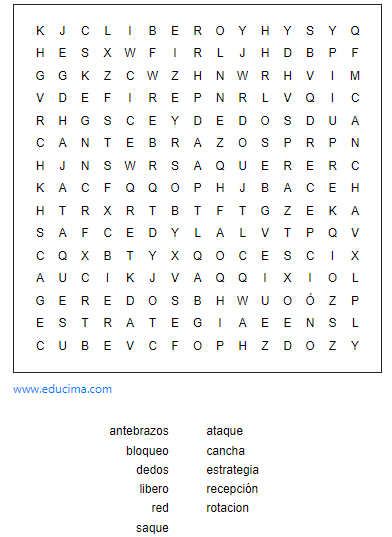 K J C L I B E R O Y H Y S Y Q
H E S X W F I R L J H D B P F
G G K Z C W Z H N W R H V I M
V D E F I R E P N R L V Q I C
R H G S C E Y D E D O S D U A
C A N T E B R A Z O S P R P N
H J N S W R S A Q U E R E R C
K A C F Q Q O P H J B A C E H
H T R X R T B T F T G Z E K A
S A F C E D Y L A L V T P Q V
C Q X B T Y X Q O C E S C I X
A U C I K J V A Q Q I X I O L
G E R E D O S B H W U O Ó Z P
E S T R A T E G I A E E N S L
C U B E V C F O P H Z D O Z Y
www.educima.com
antebrazos ataque
bloqueo cancha
dedos estrategia
libero recepción
red rotacion
saque